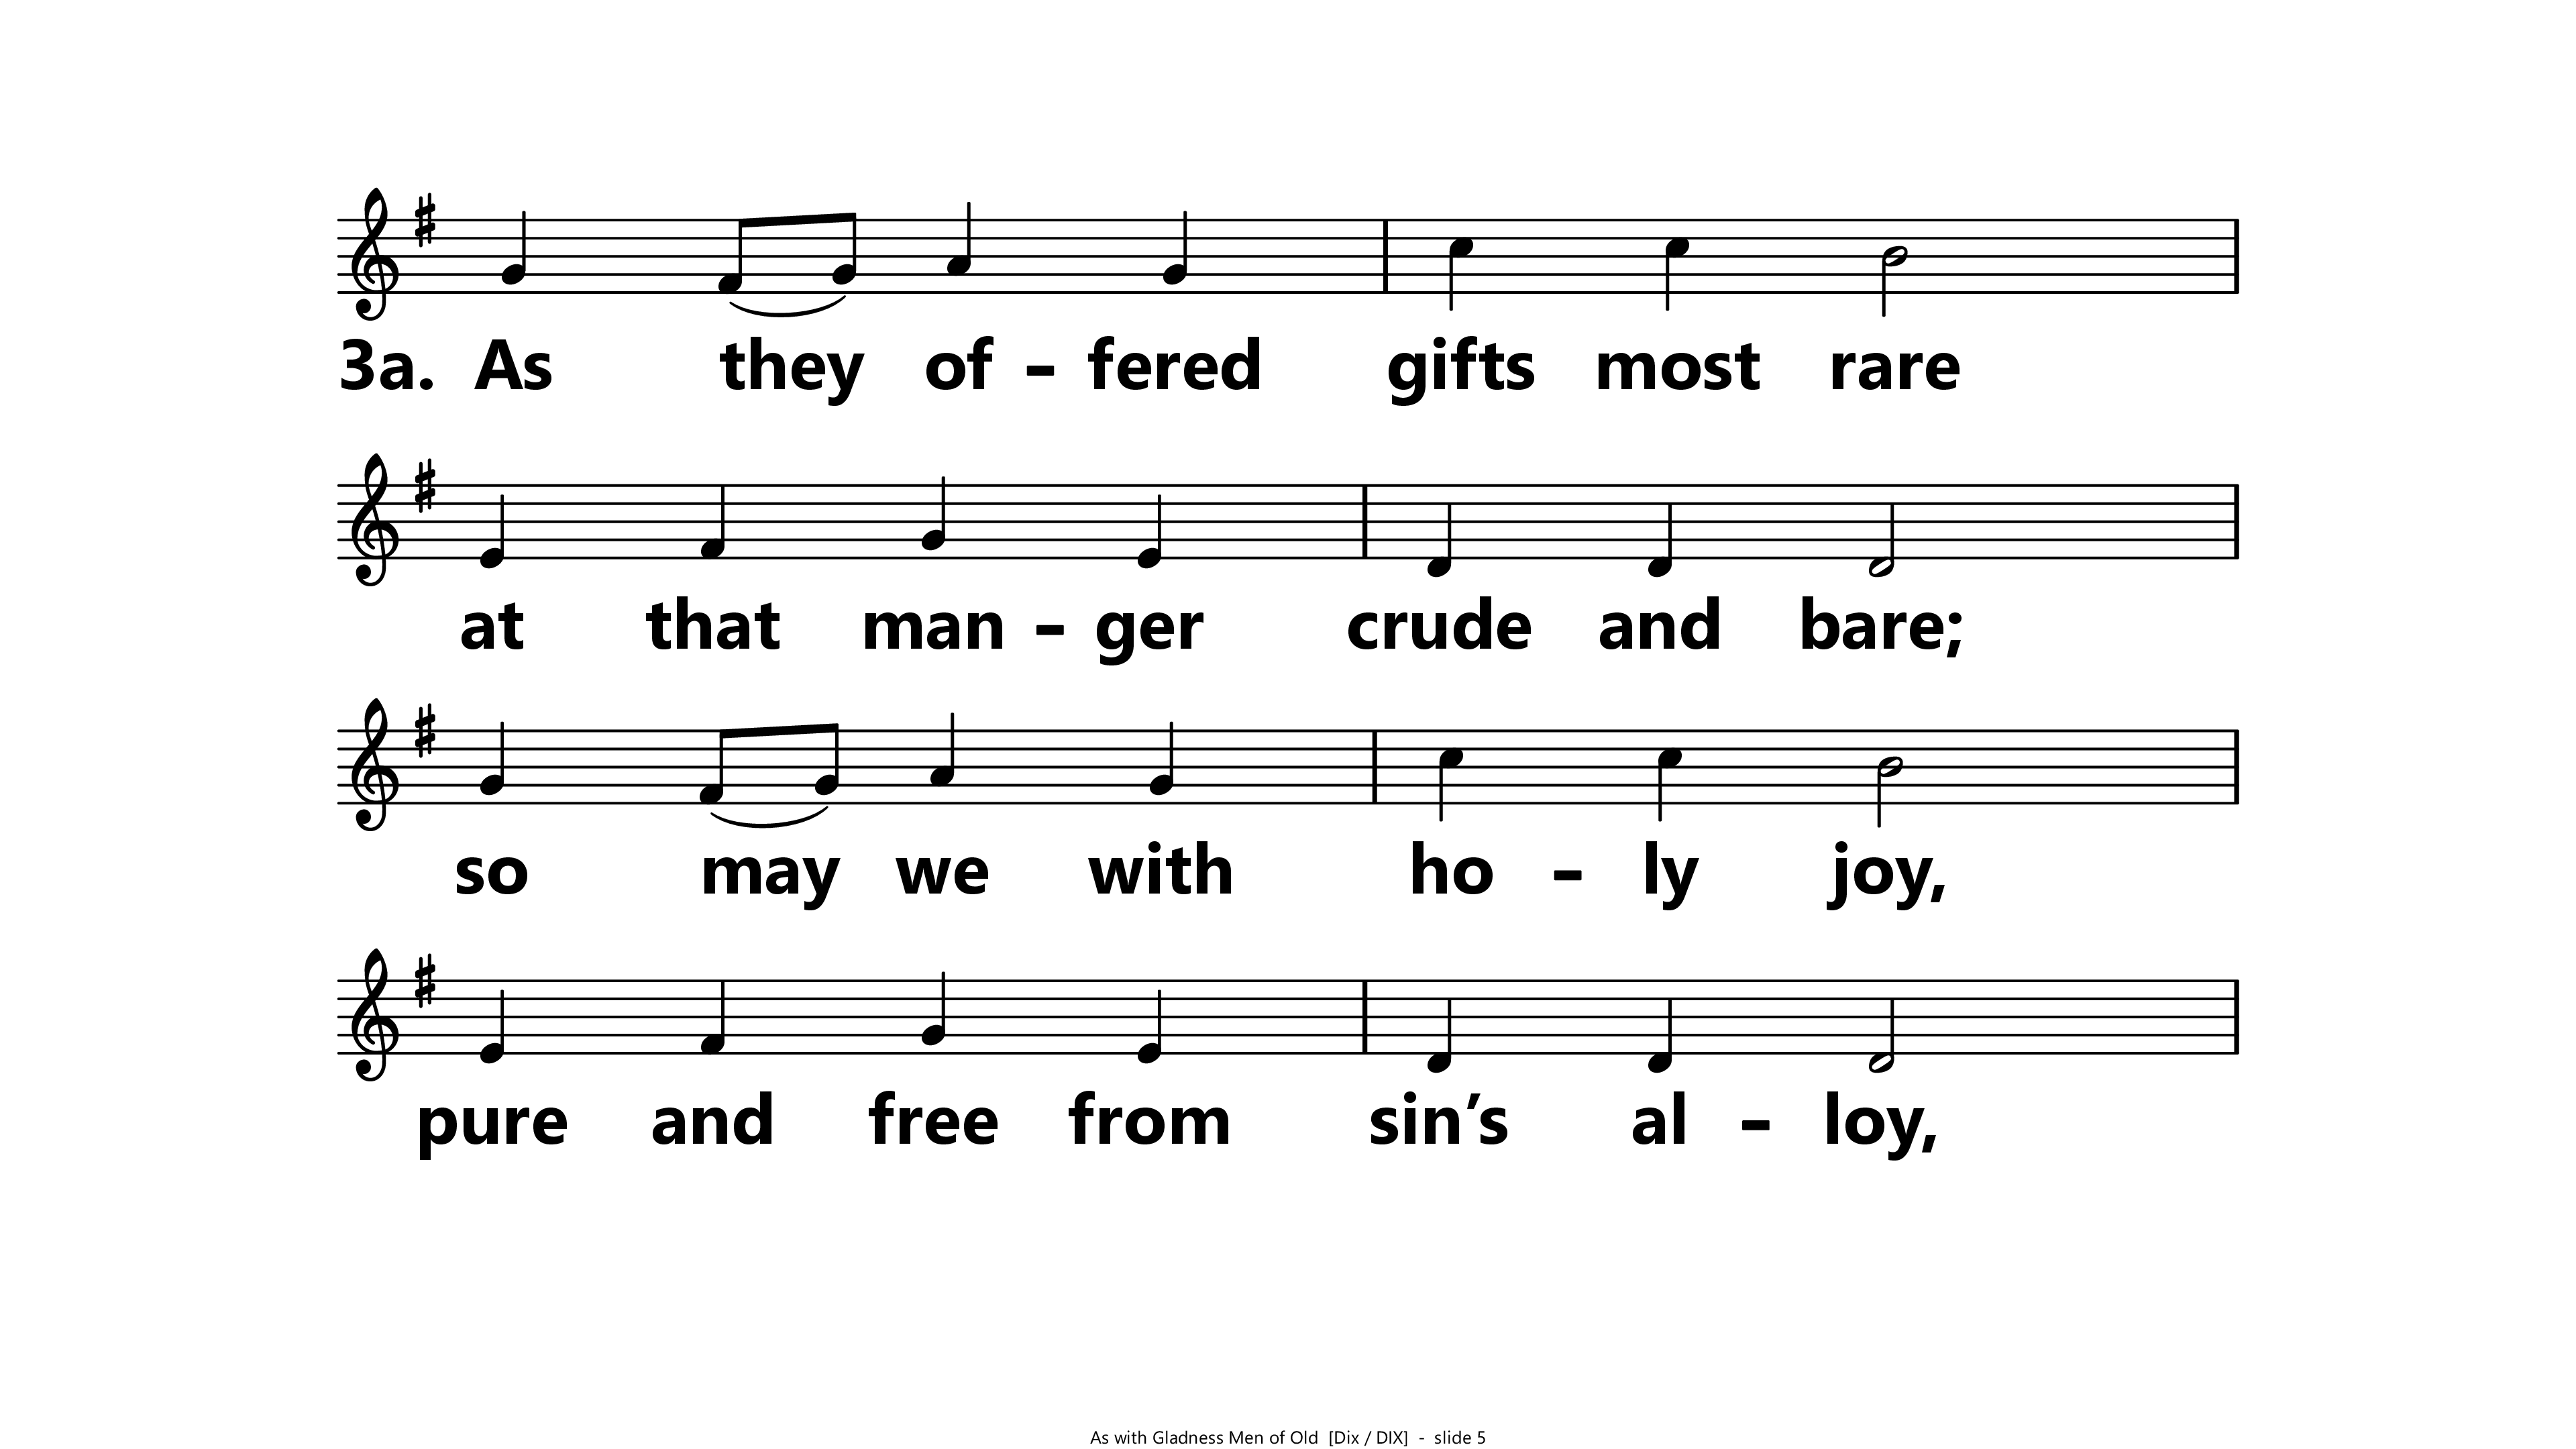 3a. As they of - fered gifts most rare
at that man - ger crude and bare;
so may we with ho - ly joy,
pure and free from sin’s al - loy,
As with Gladness Men of Old [Dix / DIX] - slide 5